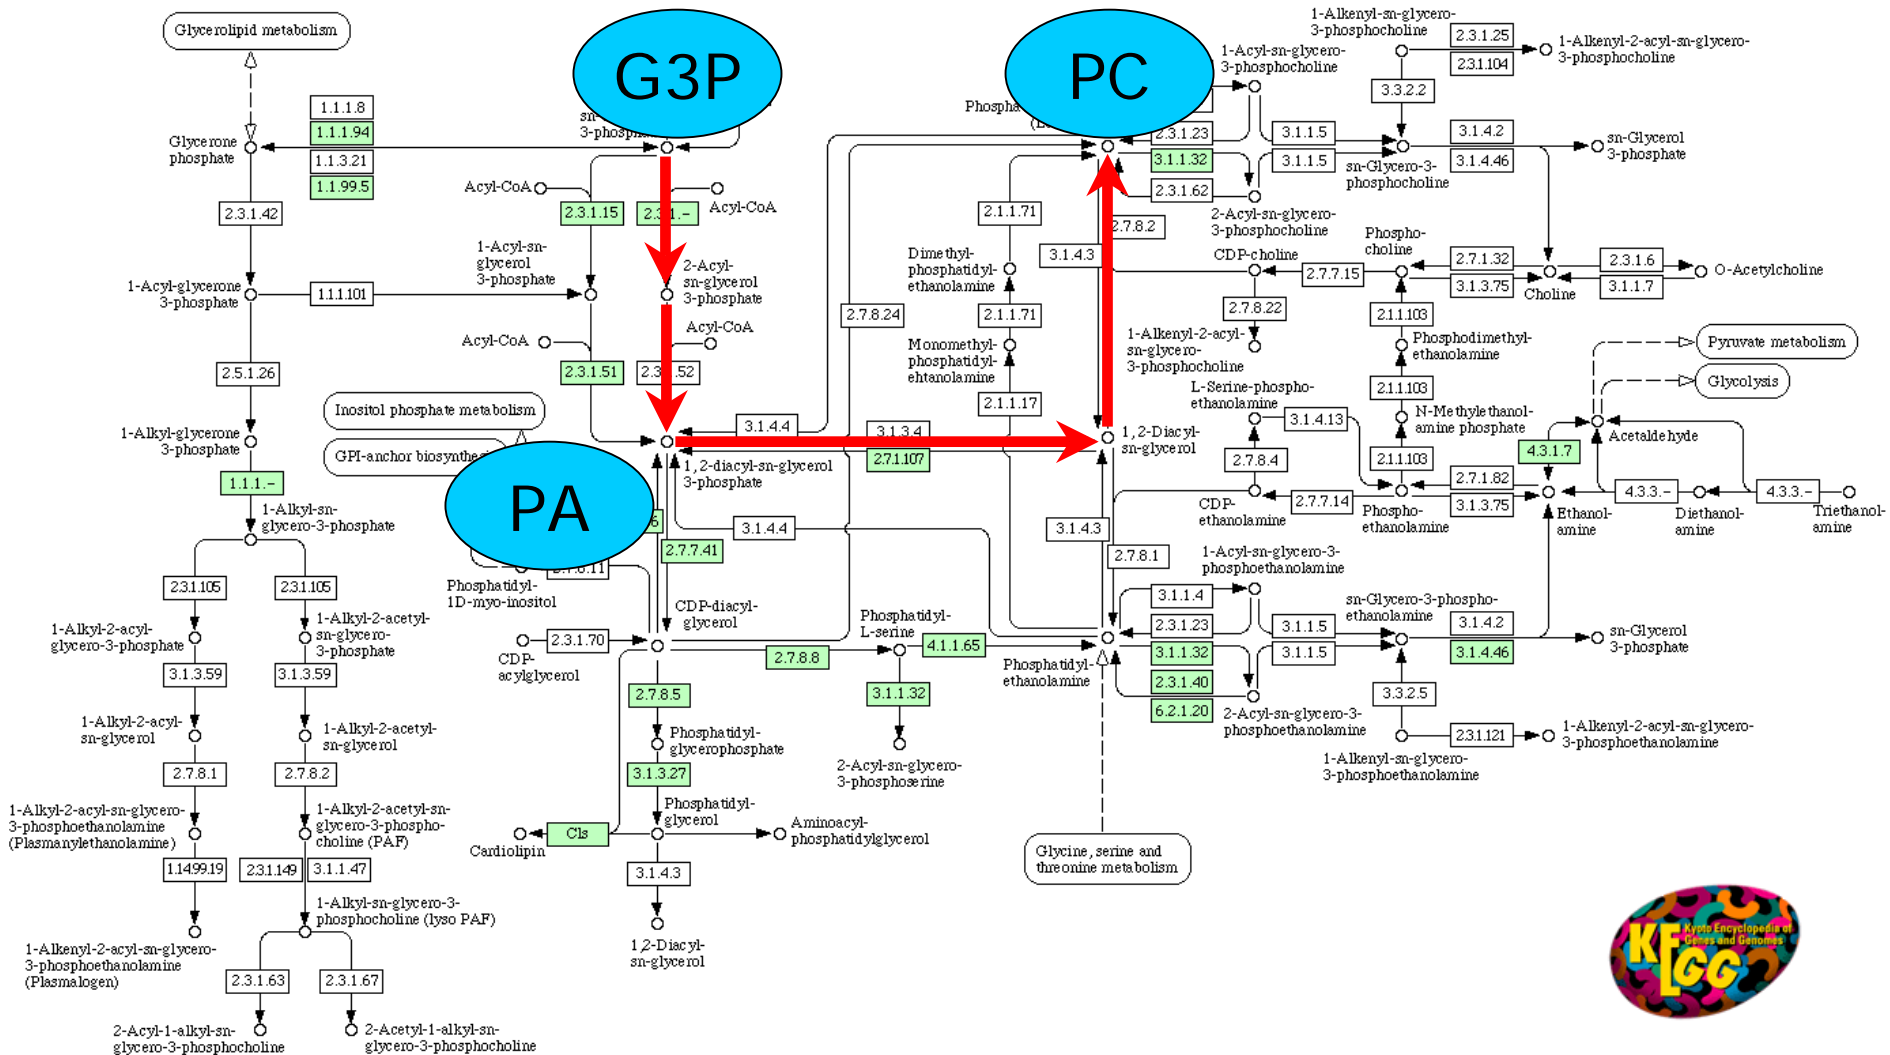 Glycerolipid metabolism
G3P
PC
1-Alkenyl-sn-glycero-
3-phosphocholine
2.3.1.25
2.3.1.104
1-Alkenyl-2-acyl-sn-glycero-
3-phosphocholine
1-Acyl-sn-glycero-
3-phosphocholine
3.3.2.2
1.1.1.8
1.1.1.94
1.1.3.21
1.1.99.5
Glycerone
phosphate
sn-
3-phosph
Phospha
2.3.1.23
3.1.1.32
2.3.1.62
3.1.1.5
3.1.1.5
3.1.4.2
3.1.4.46
sn-Glycerol
3-phosphate
sn-Glycero-3-
phosphocholine
2-Acyl-sn-glycero-
3-phosphocholine
Acyl-CoA
Acyl-CoA
2.3.1.42
2.3.1.15
2.3.1.-
2.1.1.71
2.7.8.2
3.1.4.3
1-Acyl-sn-
glycerol
3-phosphate
2-Acyl-
sn-glycerol
3-phosphate
Dimethyl-
phosphatidyl-
ethanolamine
CDP-choline
2.7.7.15
Phospho-
choline
2.7.1.32
3.1.3.75
Choline
2.3.1.6
3.1.1.7
O-Acetylcholine
1-Acyl-glycerone
3-phosphate
1.1.1.101
2.7.8.24
2.1.1.71
2.7.8.22
2.1.1.103
Acyl-CoA
Acyl-CoA
Monomethyl-
phosphatidyl-
ehtanolamine
1-Alkenyl-2-acyl-
sn-glycero-
3-phosphocholine
Phosphodimethyl-
ethanolamine
Pyruvate metabolism
Glycolysis
2.5.1.26
2.3.1.51
2.3.1.52
2.1.1.17
L-Serine-phospho-
ethanolamine
3.1.4.13
2.1.1.103
N-Methylethanol-
amine phosphate
Acetaldehyde
Inositol phosphate metabolism
GPI-anchor biosynthesi
1-Alkyl-glycerone
3-phosphate
3.1.4.4
3.1.3.4
2.7.1.107
1,2-diacyl-sn-glycerol
3-phosphate
1,2-Diacyl-
sn-glycerol
2.7.8.4
2.1.1.103
4.3.1.7
2.7.1.82
3.1.3.75
4.3.3.-
4.3.3.-
1.1.1.-
PA
6
CDP-
ethanolamine
2.7.7.14
Phospho-
ethanolamine
Ethanol-
amine
Diethanol-
amine
Triethanol-
amine
1-Alkyl-sn-
glycero-3-phosphate
2.7.7.41
3.1.4.4
3.1.4.3
2.7.8.1
2.7.8.11
2.3.1.105
2.3.1.105
Phosphatidyl-
1D-myo-inositol
1-Acyl-sn-glycero-3-
phosphoethanolamine
1-Alkyl-2-acyl-
glycero-3-phosphate
1-Alkyl-2-acetyl-
sn-glycero-
3-phosphate
CDP-diacyl-
glycerol
Phosphatidyl-
L-serine
3.1.1.4
2.3.1.23
3.1.1.32
2.3.1.40
6.2.1.20
3.1.1.5
3.1.1.5
sn-Glycero-3-phospho-
ethanolamine
3.1.4.2
3.1.4.46
sn-Glycerol
3-phosphate
2.3.1.70
CDP-
acylglycerol
2.7.8.8
4.1.1.65
Phosphatidyl-
ethanolamine
3.1.3.59
3.1.3.59
2.7.8.5
3.1.1.32
3.3.2.5
2-Acyl-sn-glycero-3-
phosphoethanolamine
1-Alkyl-2-acyl-
sn-glycerol
1-Alkyl-2-acetyl-
sn-glycerol
Phosphatidyl-
glycerophosphate
2-Acyl-sn-glycero-
3-phosphoserine
2.3.1.121
1-Alkenyl-sn-glycero-
3-phosphoethanolamine
1-Alkenyl-2-acyl-sn-glycero-
3-phosphoethanolamine
2.7.8.1
2.7.8.2
3.1.3.27
1-Alkyl-2-acyl-sn-glycero-
3-phosphoethanolamine
(Plasmanylethanolamine)
1-Alkyl-2-acetyl-sn-
glycero-3-phospho-
choline (PAF)
Phosphatidyl-
glycerol
Cls
Cardiolipin
Aminoacyl-
phosphatidylglycerol
Glycine, serine and
threonine metabolism
1.14.99.19
2.3.1.149
3.1.1.47
3.1.4.3
1-Alkyl-sn-glycero-3-
phosphocholine (lyso PAF)
1-Alkenyl-2-acyl-sn-glycero-
3-phosphoethanolamine
(Plasmalogen)
1,2-Diacyl-
sn-glycerol
2.3.1.63
2.3.1.67
2-Acyl-1-alkyl-sn-
glycero-3-phosphocholine
2-Acetyl-1-alkyl-sn-
glycero-3-phosphocholine
KEGG
Kyoto Encyclopedia of
Genes and Genomes